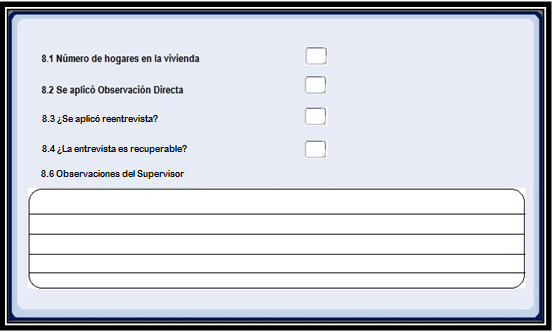 8.1 Número de hogares en la vivienda
8.2 Se aplicó Observación Directa
8.3 ¿Se aplicó reentrevista?
8.4 ¿La entrevista es recuperable?
8.6 Observaciones del Supervisor